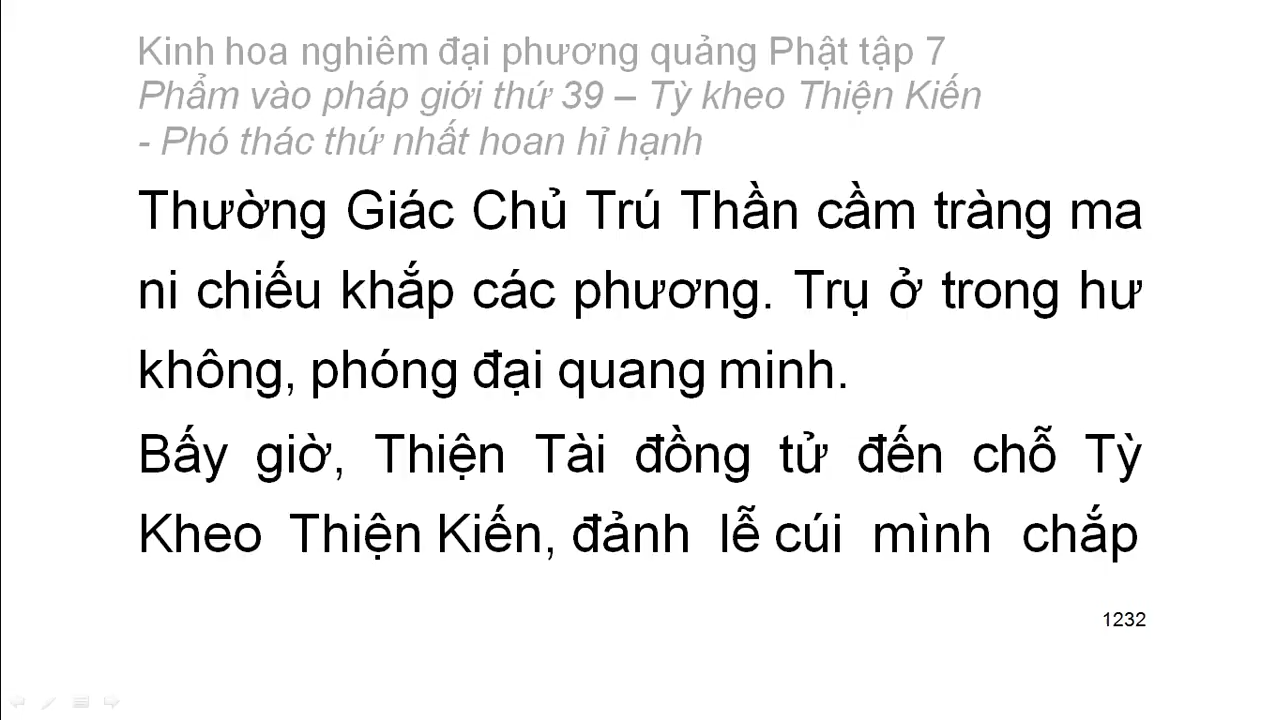 Kinh hoa nghiêm đại phương quảng Phật tập 7
Phẩm vào pháp giới thứ 39 – Tỳ kheo Thiện Kiến
- Phó thác thứ nhất hoan hỉ hạnh
Thường Giác Chủ Trú Thần cầm tràng ma
ni chiếu khắp các phương. Trụ ở trong hư
không, phóng đại quang minh.
Bấy giờ, Thiện Tài đồng tử đến chỗ Tỳ
Kheo Thiện Kiến, đảnh lễ cúi mình chắp
1232